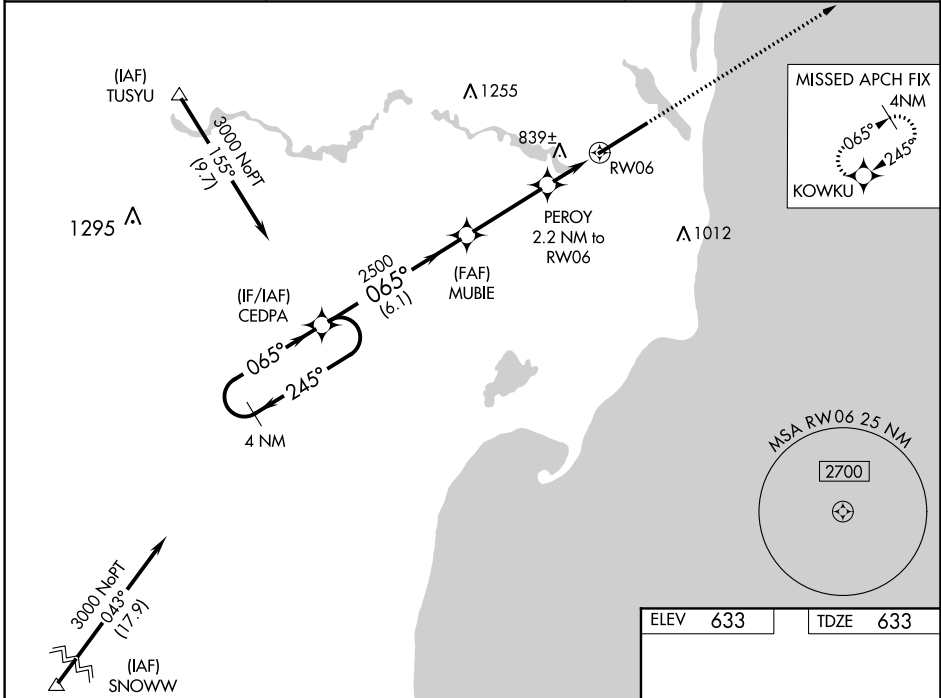 (IAF)
TUSYU
3000 NoPT
155°
(9.7)
1255
839±
RW06
MISSED APCH FIX
4NM
065°
245°
KOWKU
1295
PEROY
2.2 NM to
RW06
1012
(FAF)
MUBIE
2500
065°
(6.1)
(IF/IAF)
CEDPA
065°
245°
4 NM
MSA RW06 25 NM
2700
3000 NoPT
043°
(17.9)
(IAF)
SNOWW
ELEV 633
TDZE 633